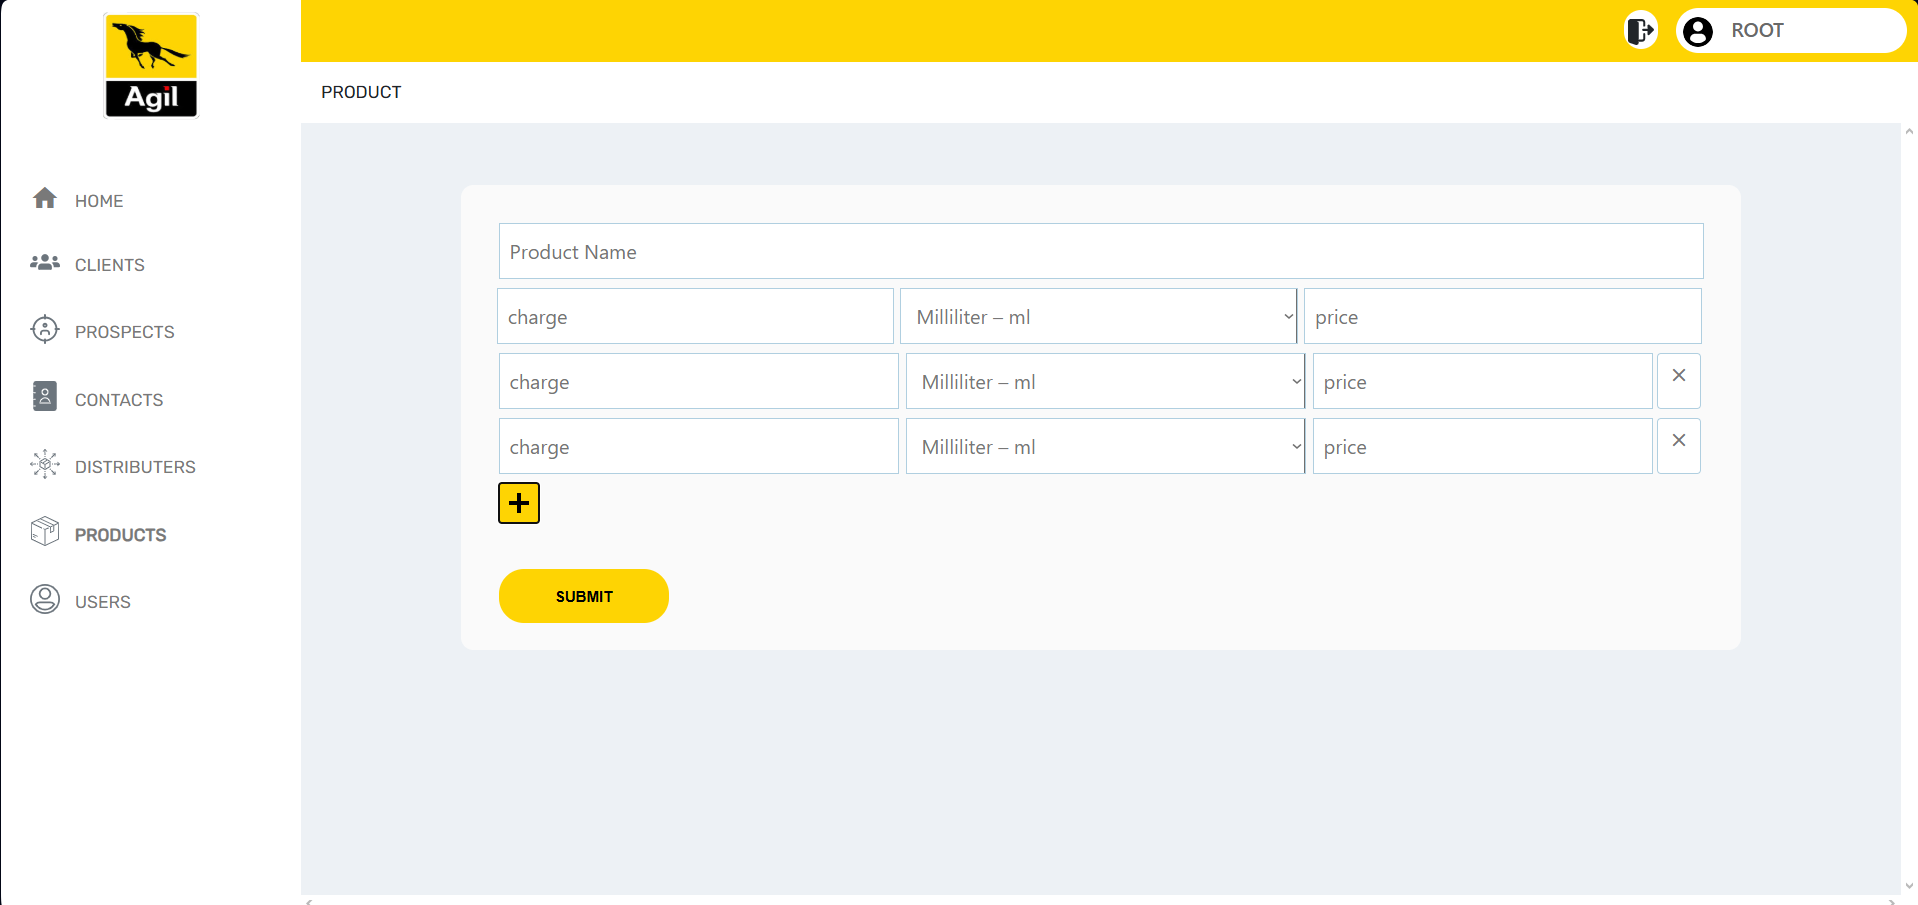 Agil
ROOT
PRODUCT
HOME
CLIENTS
PROSPECTS
CONTACTS
DISTRIBUTERS
PRODUCTS
USERS
Product Name
charge Milliliter – ml price
charge Milliliter – ml price
charge Milliliter – ml price
SUBMIT